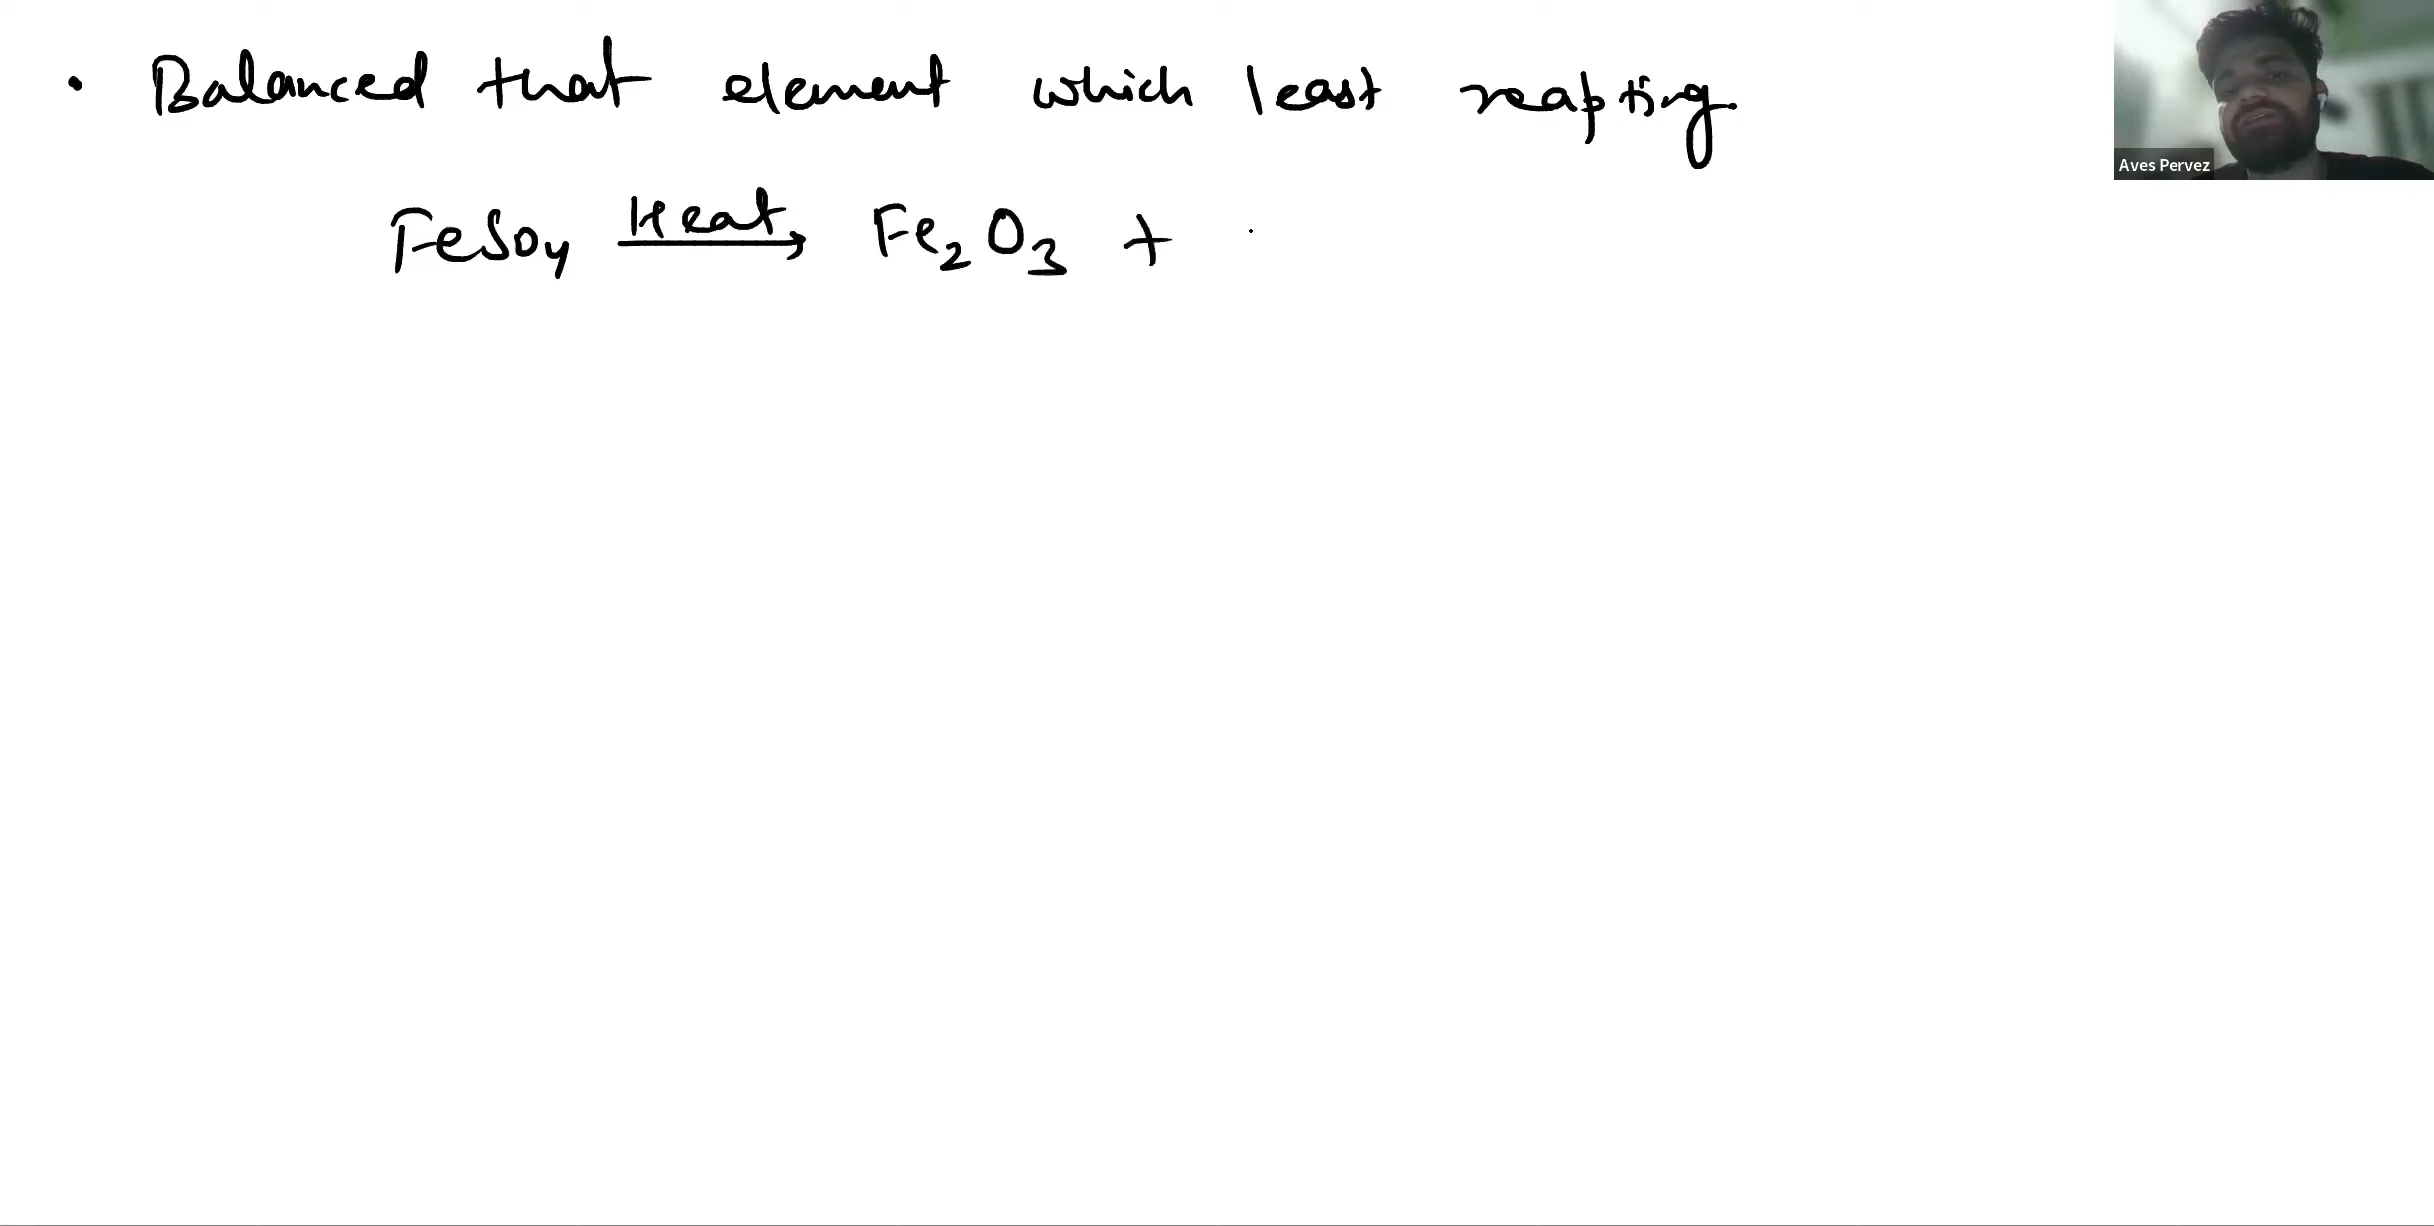 • Balanced that element which least reapting.
Aves Pervez
FeSO4 Heat→ Fe2O3 +